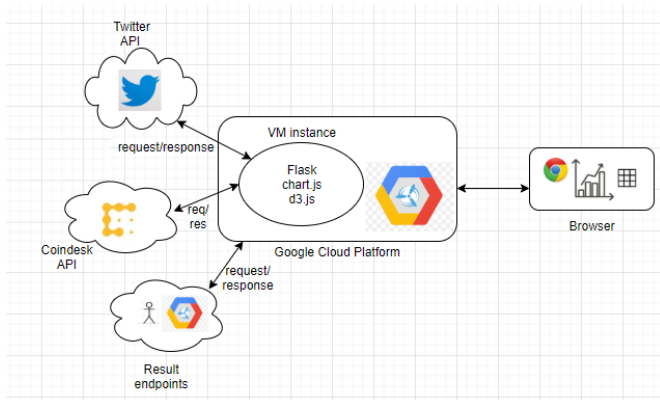 Twitter
API
request/response
VM instance
Flask
chart.js
d3.js
Google Cloud Platform
Browser
req/
res
Coindesk
API
request/
response
Result
endpoints